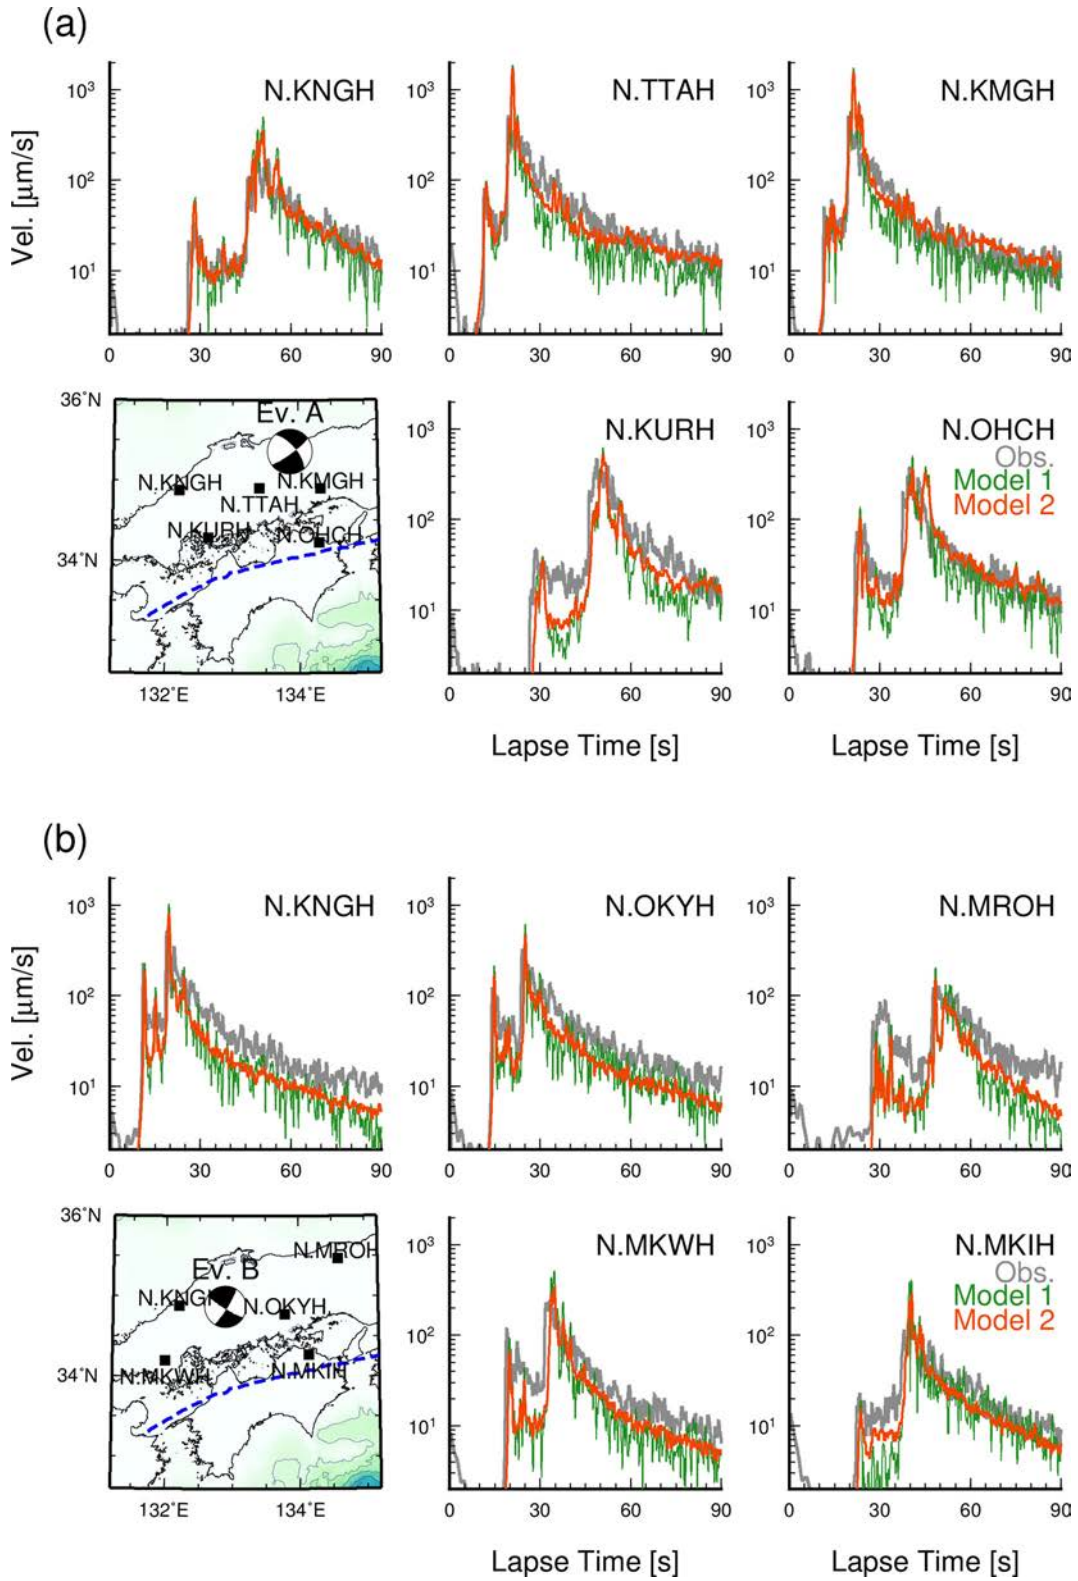 (a)
N.KNGH
N.TTAH
N.KMGH
10³
10²
10¹
Vel. [μm/s]
0 30 60 90
10³
10²
10¹
0 30 60 90
10³
10²
10¹
0 30 60 90
36°N
34°N
132°E 134°E
Ev. A
N.KNGH
N.KMGH
N.TTAH
N.KURH
N.OHCH
N.KURH
10³
10²
10¹
0 30 60 90
Lapse Time [s]
N.OHCH
Obs.
Model 1
Model 2
10³
10²
10¹
0 30 60 90
Lapse Time [s]
(b)
N.KNGH
N.OKYH
N.MROH
10³
10²
10¹
Vel. [μm/s]
0 30 60 90
10³
10²
10¹
0 30 60 90
10³
10²
10¹
0 30 60 90
36°N
34°N
132°E 134°E
N.MROH
Ev. B
N.OKYH
N.MKWH
N.MKIH
N.MKWH
10³
10²
10¹
0 30 60 90
Lapse Time [s]
N.MKIH
Obs.
Model 1
Model 2
10³
10²
10¹
0 30 60 90
Lapse Time [s]